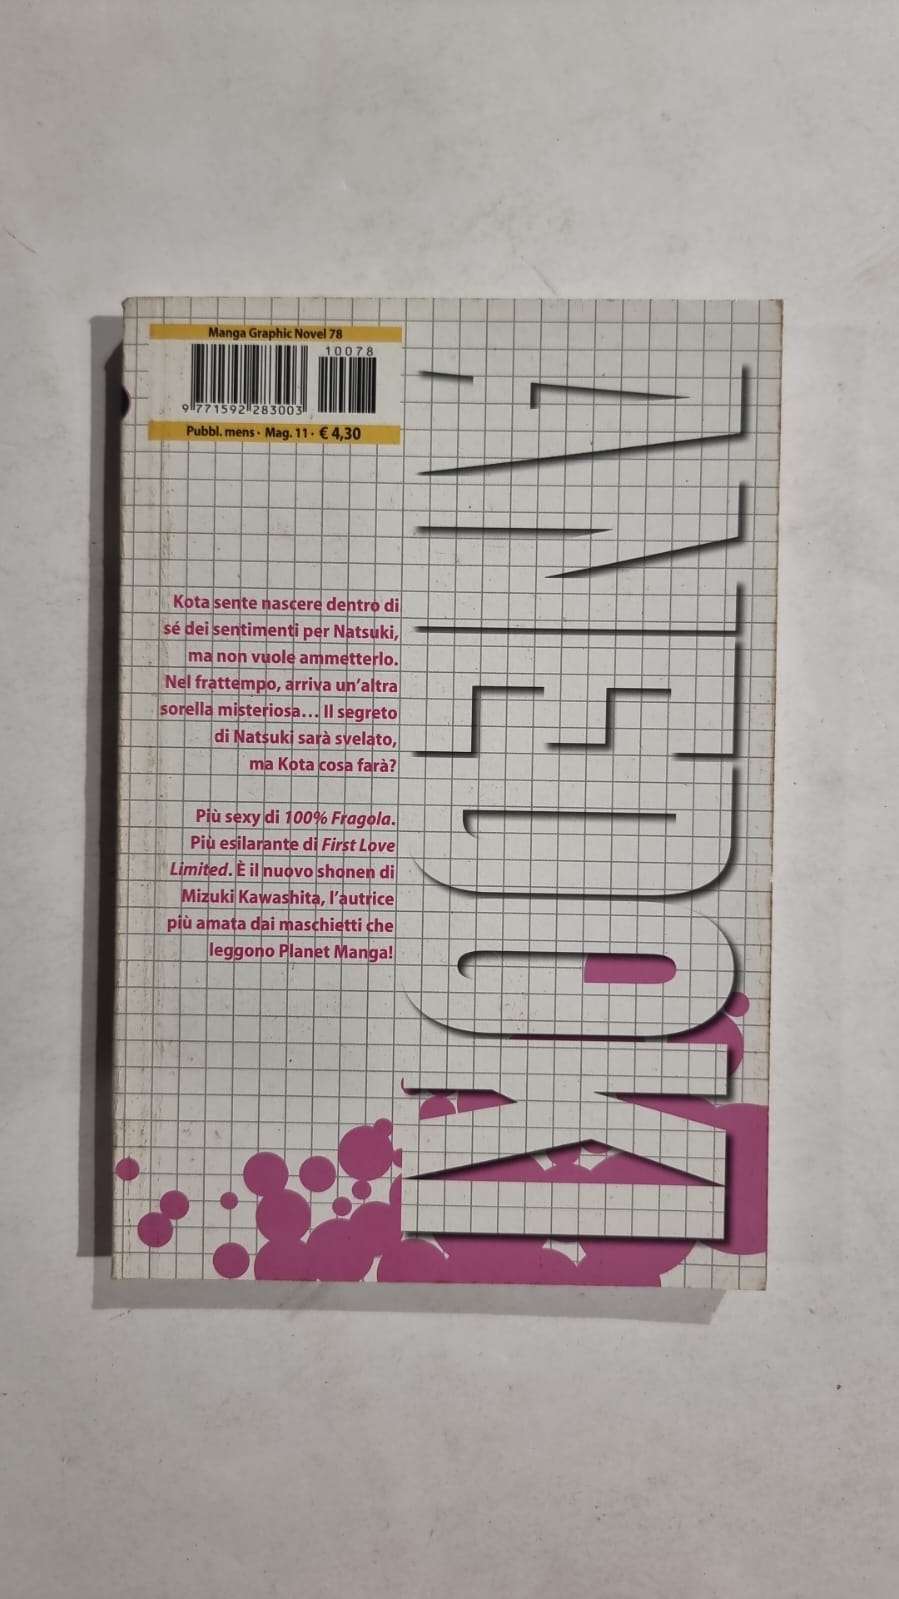 Manga Graphic Novel 78
10078
9 771592 283003
Pubbl. mens · Mag. 11 · € 4,30
Kota sente nascere dentro di
sé dei sentimenti per Natsuki,
ma non vuole ammetterlo.
Nel frattempo, arriva un'altra
sorella misteriosa... Il segreto
di Natsuki sarà svelato,
ma Kota cosa farà?
Più sexy di 100% Fragola.
Più esilarante di First Love
Limited. È il nuovo shonen di
Mizuki Kawashita, l'autrice
più amata dai maschietti che
leggono Planet Manga!